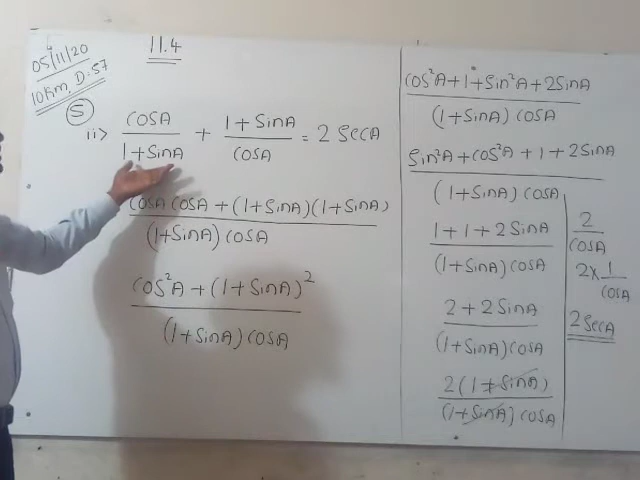 05/11/20
10hm, D:57
11.4
5
ii> cosA/1+SinA + 1+SinA/cosA = 2 SecA
cosA cosA + (1+SinA)(1+SinA)/(1+SinA) cosA
cos²A + (1+SinA)²/(1+SinA) cosA
cos²A+1+Sin²A+2SinA/(1+SinA) cosA
Sin²A+cos²A+1+2SinA/(1+SinA) cosA
1+1+2SinA/(1+SinA) cosA
2+2SinA/(1+SinA) cosA
2(1+SinA)/(1+SinA) cosA
2/cosA
2×1/cosA
2SecA